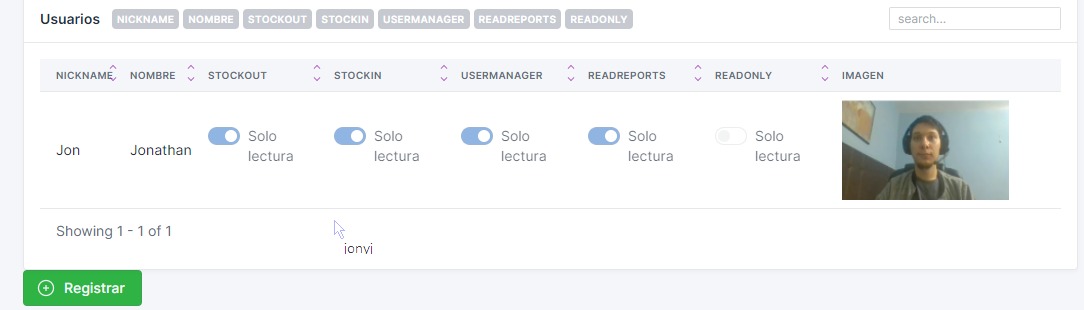 Usuarios NICKNAME NOMBRE STOCKOUT STOCKIN USERMANAGER READREPORTS READONLY search...
NICKNAME NOMBRE STOCKOUT STOCKIN USERMANAGER READREPORTS READONLY IMAGEN
Jon Jonathan Solo lectura Solo lectura Solo lectura Solo lectura Solo lectura
Showing 1 - 1 of 1
jonyi
Registrar